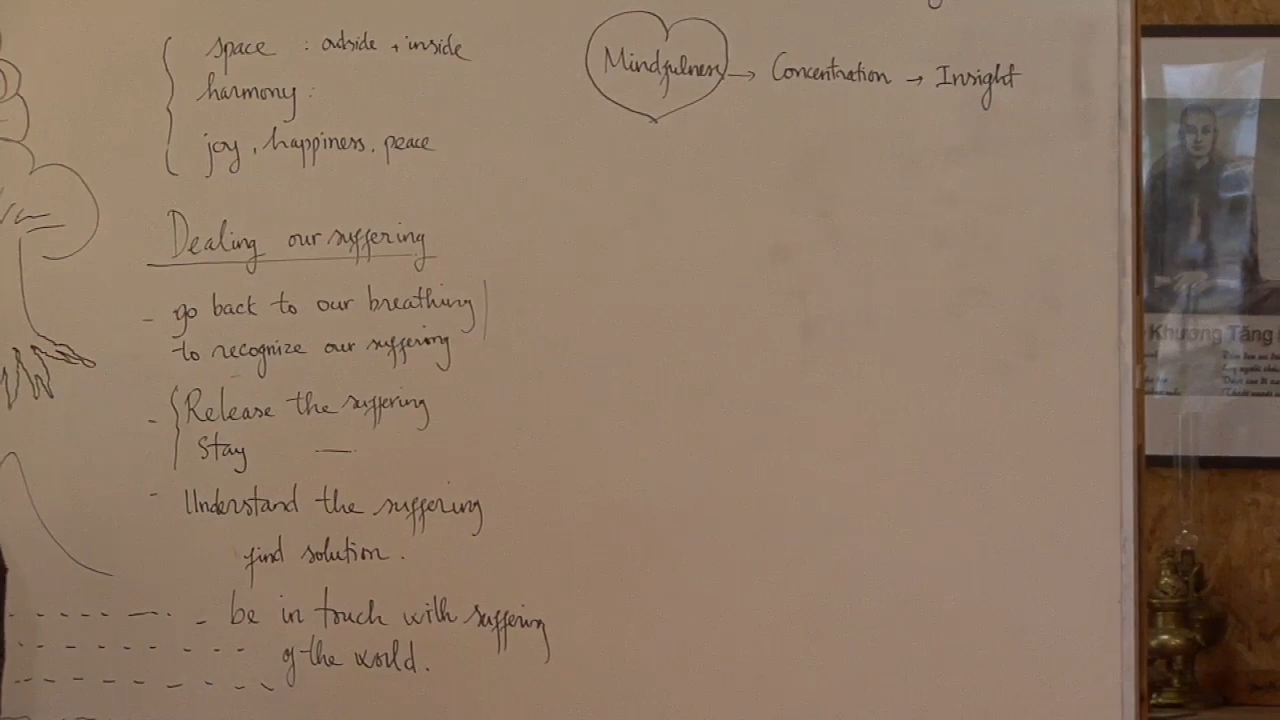 space : outside + inside
harmony :
joy, happiness, peace
Mindfulness → Concentration → Insight
Dealing our suffering
- go back to our breathing
to recognize our suffering
- Release the suffering
Stay —
- Understand the suffering
find solution.
- be in touch with suffering
of the world.
Khương Tăng